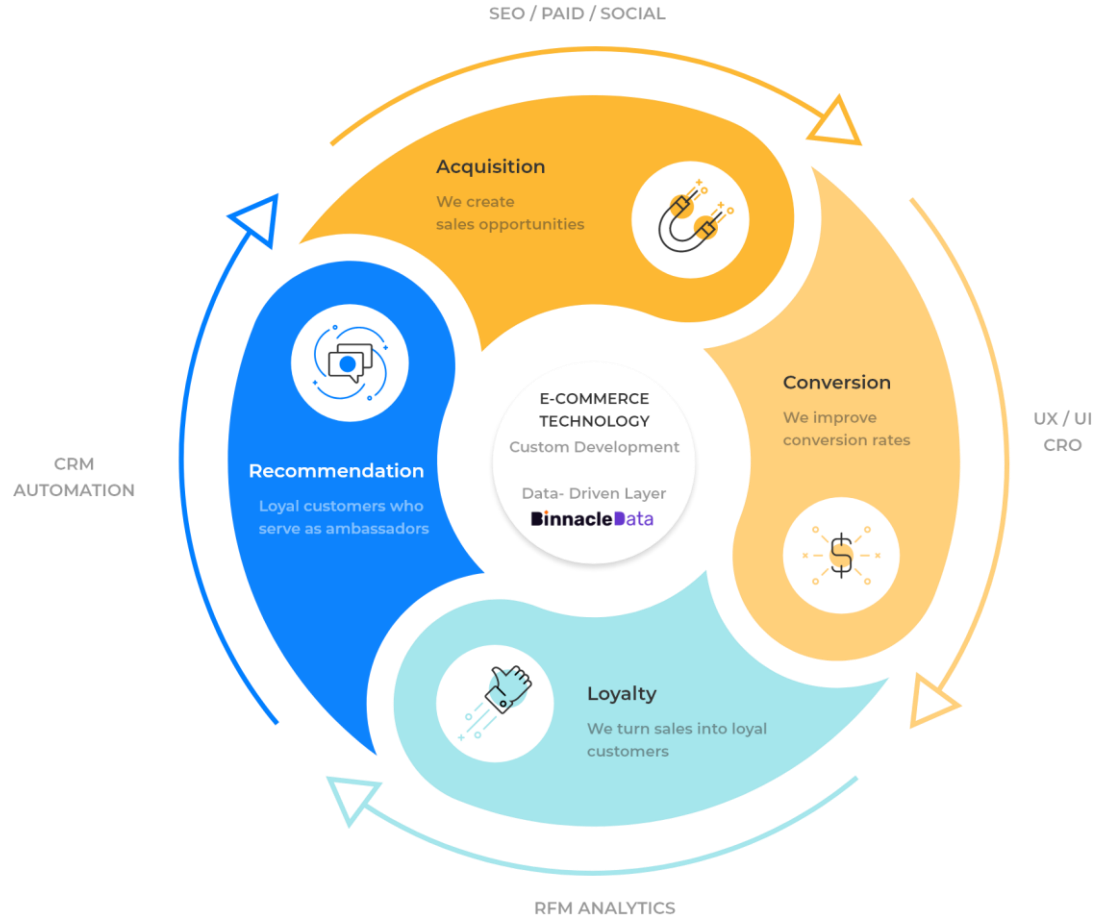 SEO / PAID / SOCIAL
Acquisition
We create
sales opportunities
Conversion
We improve
conversion rates
UX / UI
CRO
E-COMMERCE
TECHNOLOGY
Custom Development
Data- Driven Layer
BinnacleData
Recommendation
Loyal customers who
serve as ambassadors
CRM
AUTOMATION
Loyalty
We turn sales into loyal
customers
RFM ANALYTICS